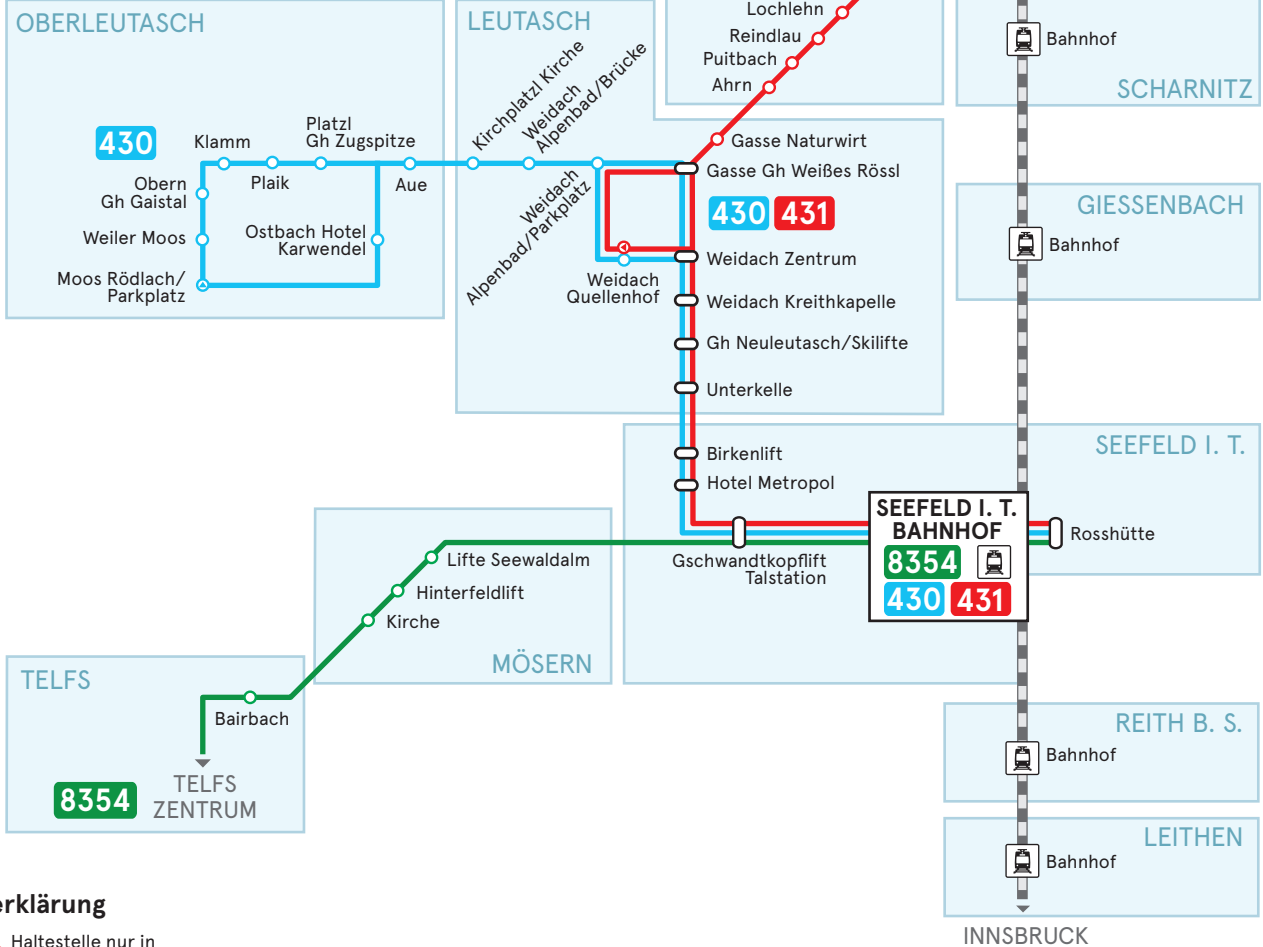 OBERLEUTASCH
430
Klamm
Platzl
Gh Zugspitze
Plaik
Aue
Obern
Gh Gaistal
Weiler Moos
Ostbach Hotel
Karwendel
Moos Rödlach/
Parkplatz
LEUTASCH
Kirchplatzl Kirche
Weidach
Alpenbad/Brücke
Weidach
Alpenbad/Parkplatz
Weidach
Quellenhof
Lochlehn
Reindlau
Puitbach
Ahrn
Gasse Naturwirt
Gasse Gh Weißes Rössl
430 431
Weidach Zentrum
Weidach Kreithkapelle
Gh Neuleutasch/Skilifte
Unterkelle
Bahnhof
SCHARNITZ
GIESSENBACH
Bahnhof
SEEFELD I. T.
Birkenlift
Hotel Metropol
SEEFELD I. T.
BAHNHOF
8354
430 431
Rosshütte
Gschwandtkopflift
Talstation
Lifte Seewaldalm
Hinterfeldlift
Kirche
MÖSERN
TELFS
Bairbach
8354
TELFS
ZENTRUM
REITH B. S.
Bahnhof
LEITHEN
Bahnhof
INNSBRUCK
erklärung
Haltestelle nur in